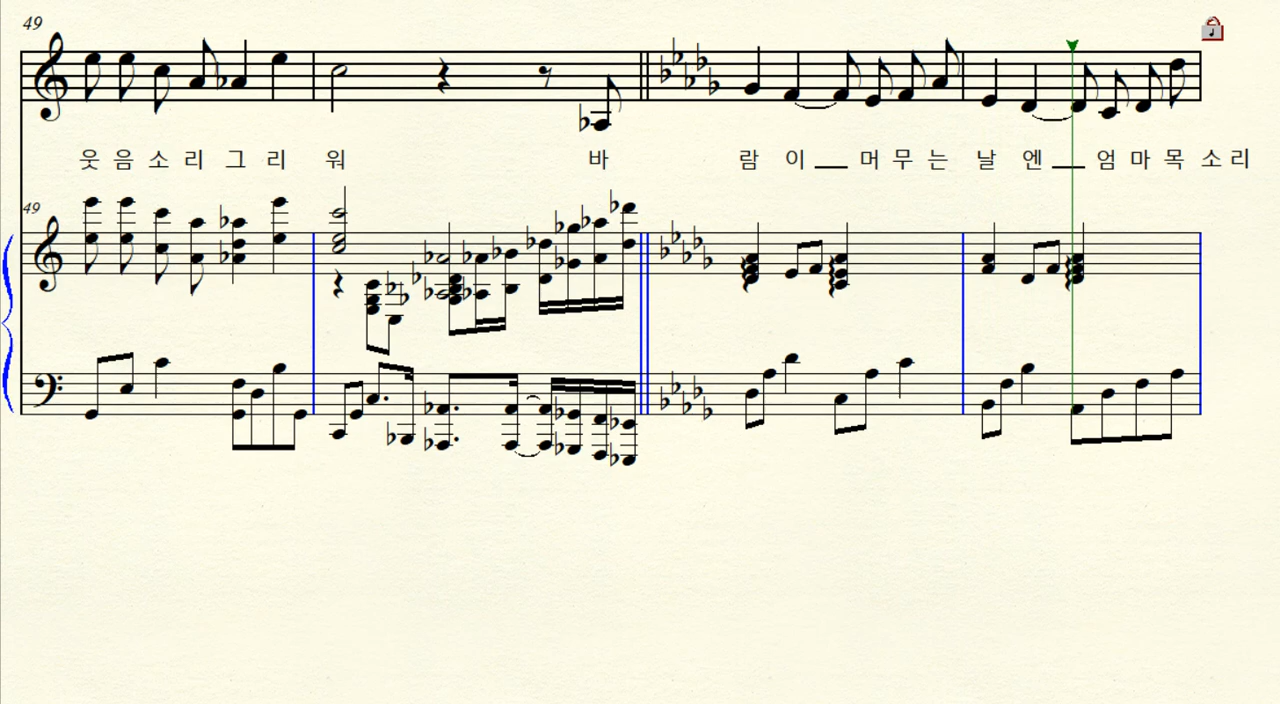 49
웃 음 소 리 그 리 워 바 람 이 __ 머 무 는 날 엔 __ 엄 마 목 소 리
49